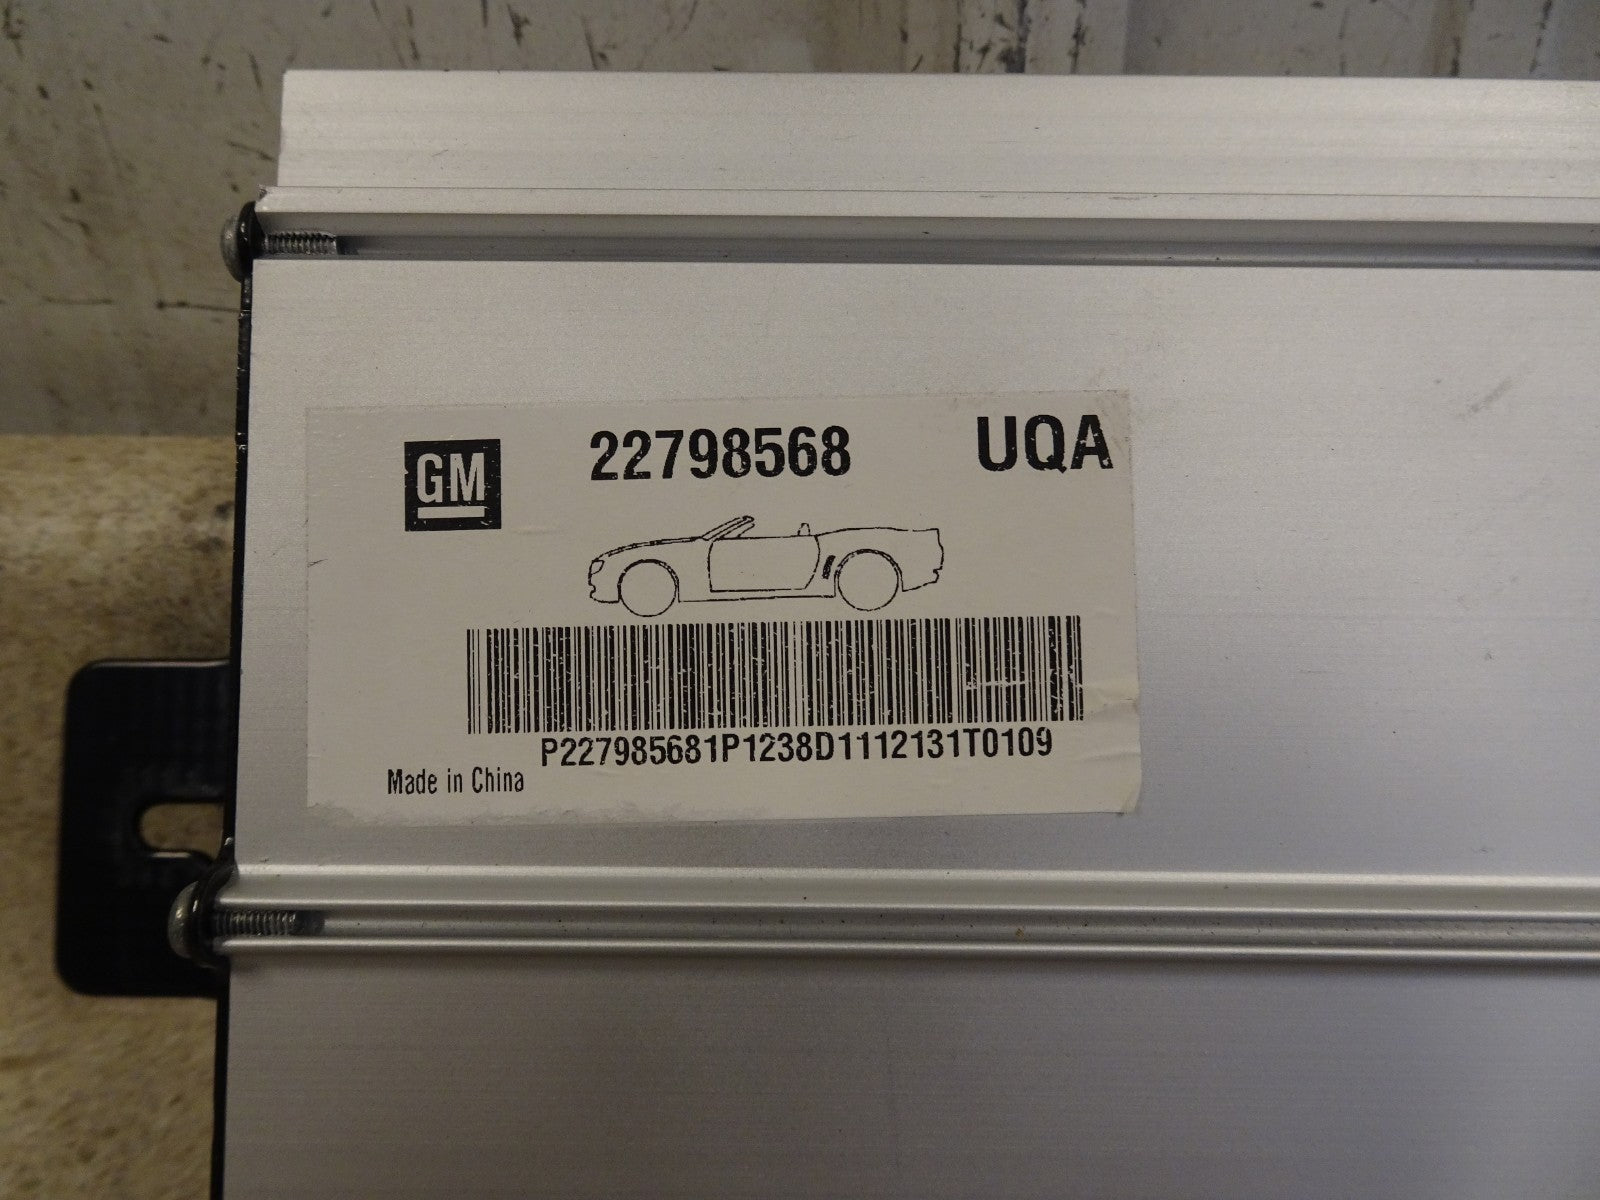 GM
22798568 UQA
P227985681P1238D1112131T0109
Made in China